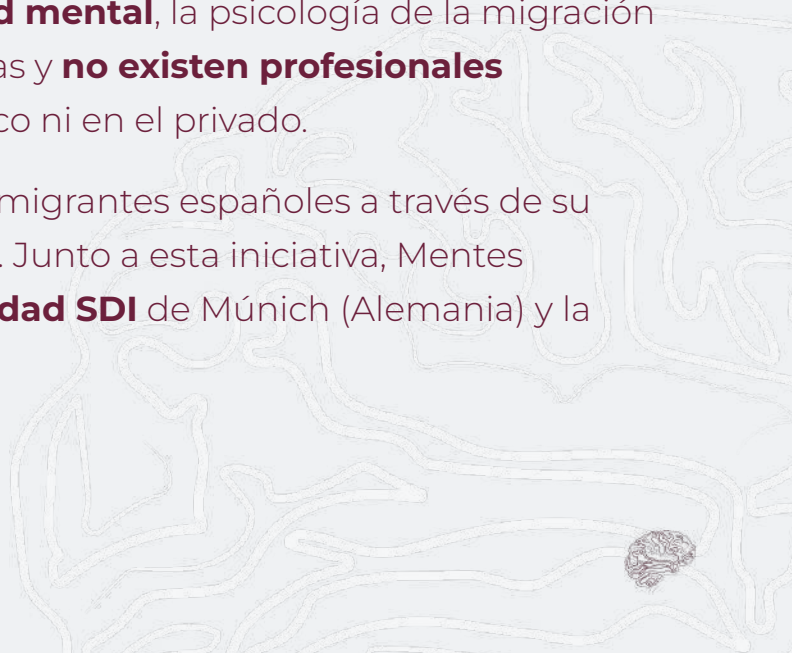 d mental, la psicología de la migración
as y no existen profesionales
co ni en el privado.
migrantes españoles a través de su
. Junto a esta iniciativa, Mentes
dad SDI de Múnich (Alemania) y la